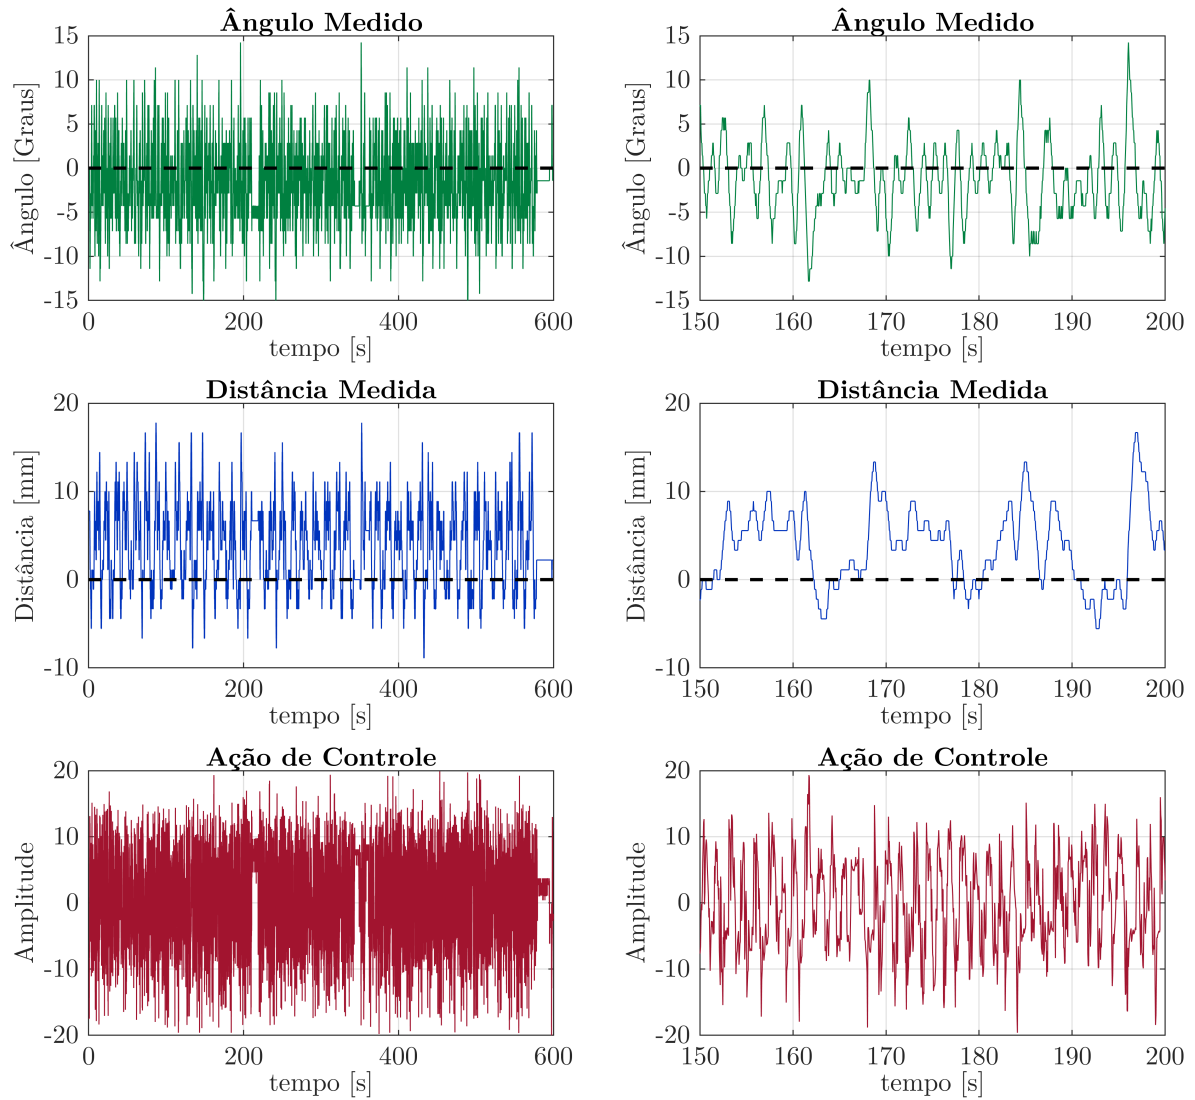 Ângulo Medido
15
10
5
0
-5
-10
-15
Ângulo [Graus]
0 200 400 600
tempo [s]
Ângulo Medido
15
10
5
0
-5
-10
-15
Ângulo [Graus]
150 160 170 180 190 200
tempo [s]
Distância Medida
20
10
0
-10
Distância [mm]
0 200 400 600
tempo [s]
Distância Medida
20
10
0
-10
Distância [mm]
150 160 170 180 190 200
tempo [s]
Ação de Controle
20
10
0
-10
-20
Amplitude
0 200 400 600
tempo [s]
Ação de Controle
20
10
0
-10
-20
Amplitude
150 160 170 180 190 200
tempo [s]